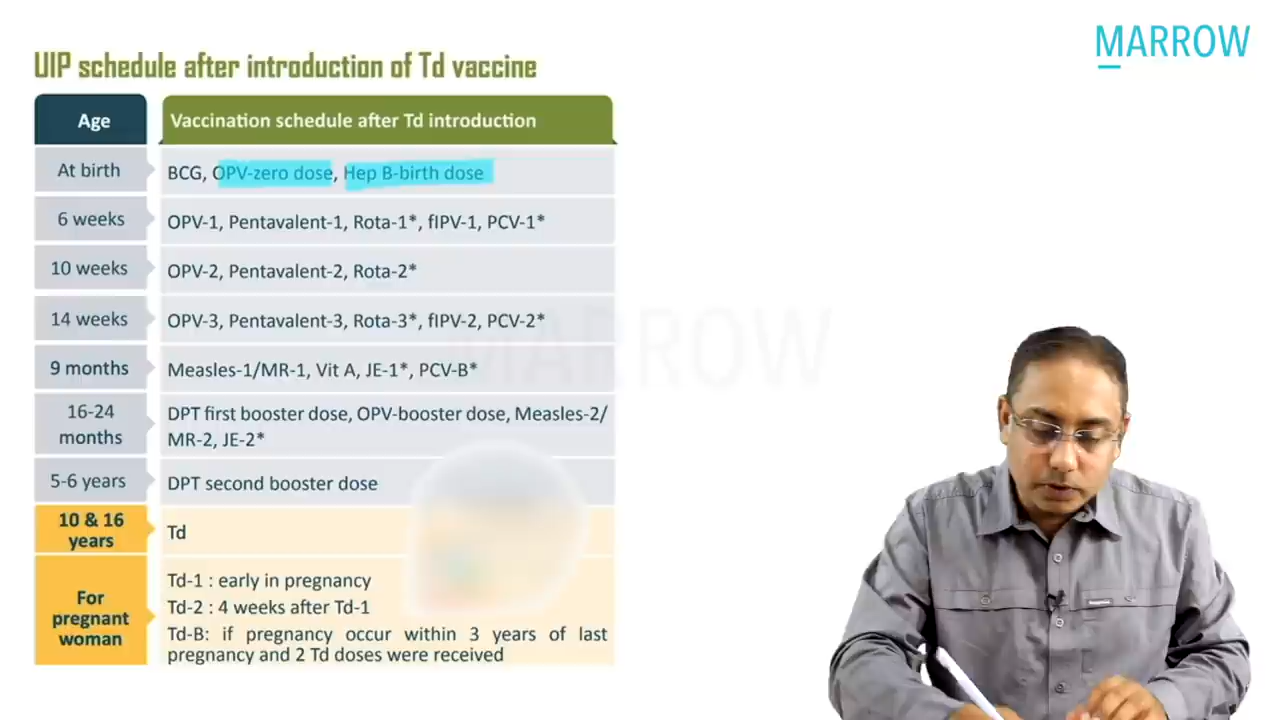 MARROW
UIP schedule after introduction of Td vaccine
Age
Vaccination schedule after Td introduction
At birth
BCG, OPV-zero dose, Hep B-birth dose
6 weeks
OPV-1, Pentavalent-1, Rota-1*, fIPV-1, PCV-1*
10 weeks
OPV-2, Pentavalent-2, Rota-2*
14 weeks
OPV-3, Pentavalent-3, Rota-3*, fIPV-2, PCV-2*
9 months
Measles-1/MR-1, Vit A, JE-1*, PCV-B*
16-24
months
DPT first booster dose, OPV-booster dose, Measles-2/
MR-2, JE-2*
5-6 years
DPT second booster dose
10 & 16
years
Td
For
pregnant
woman
Td-1 : early in pregnancy
Td-2 : 4 weeks after Td-1
Td-B: if pregnancy occur within 3 years of last
pregnancy and 2 Td doses were received
MARROW